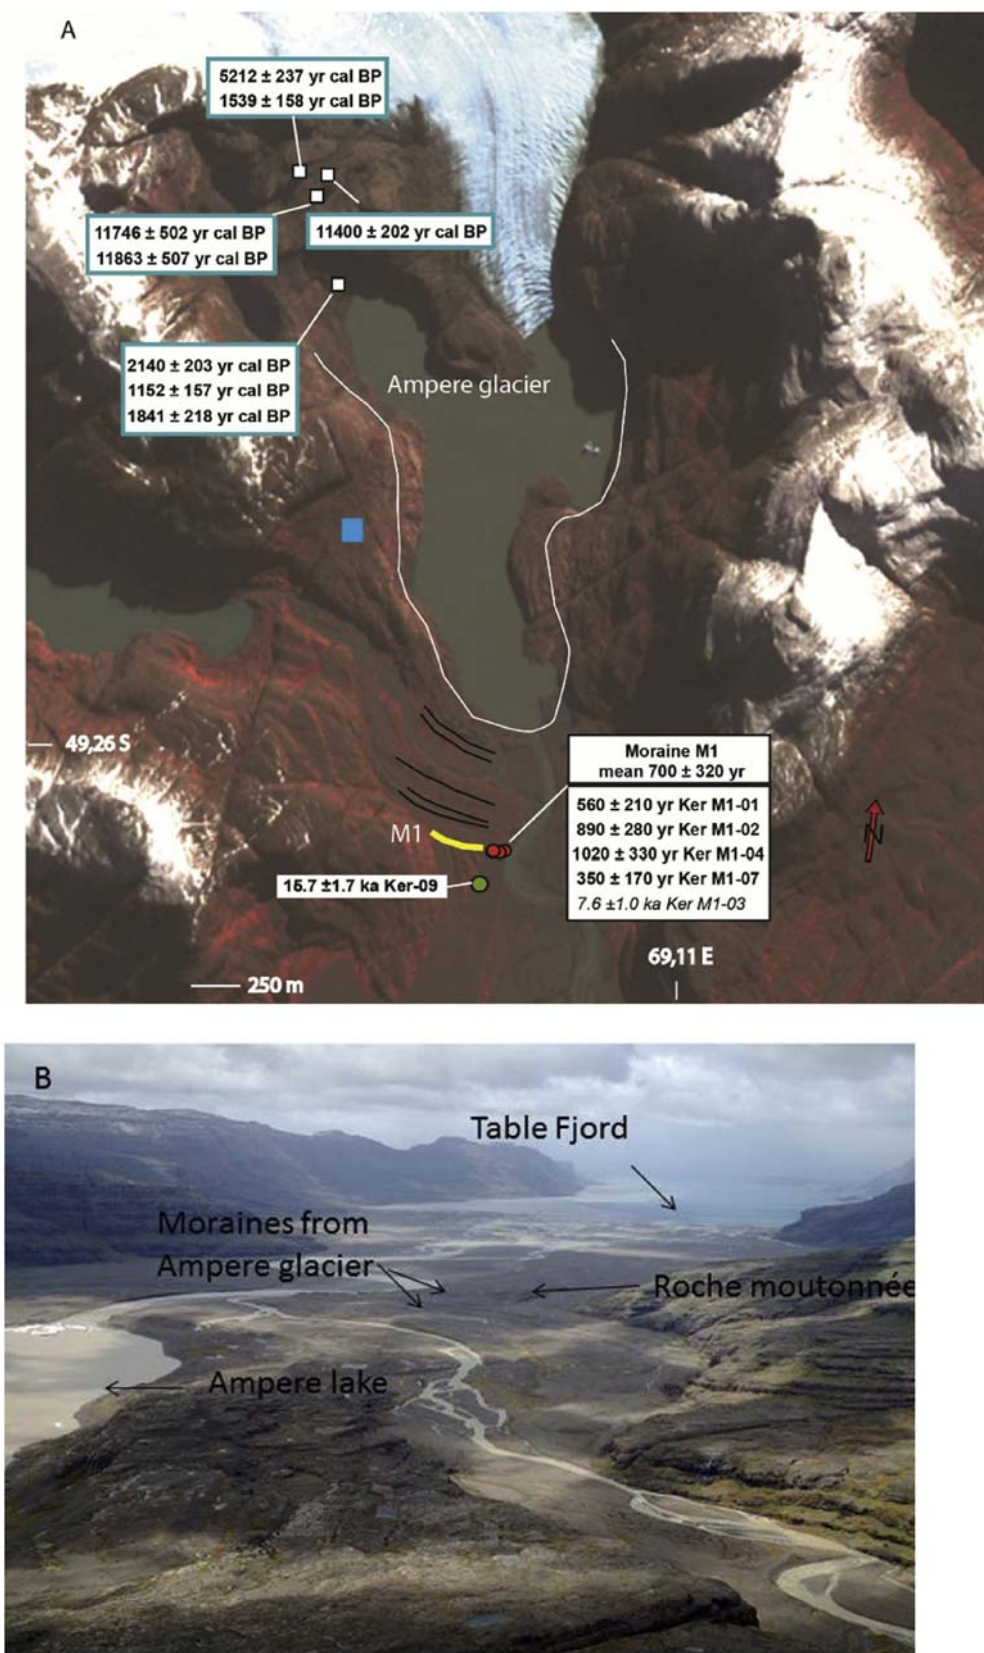 A
5212 ± 237 yr cal BP
1539 ± 158 yr cal BP
11746 ± 502 yr cal BP
11863 ± 507 yr cal BP
11400 ± 202 yr cal BP
2140 ± 203 yr cal BP
1152 ± 157 yr cal BP
1841 ± 218 yr cal BP
Ampere glacier
49,26 S
Moraine M1
mean 700 ± 320 yr
560 ± 210 yr Ker M1-01
890 ± 280 yr Ker M1-02
1020 ± 330 yr Ker M1-04
350 ± 170 yr Ker M1-07
7.6 ±1.0 ka Ker M1-03
N
M1
15.7 ±1.7 ka Ker-09
69,11 E
250 m
B
Table Fjord
Moraines from
Ampere glacier
Roche moutonnée
Ampere lake